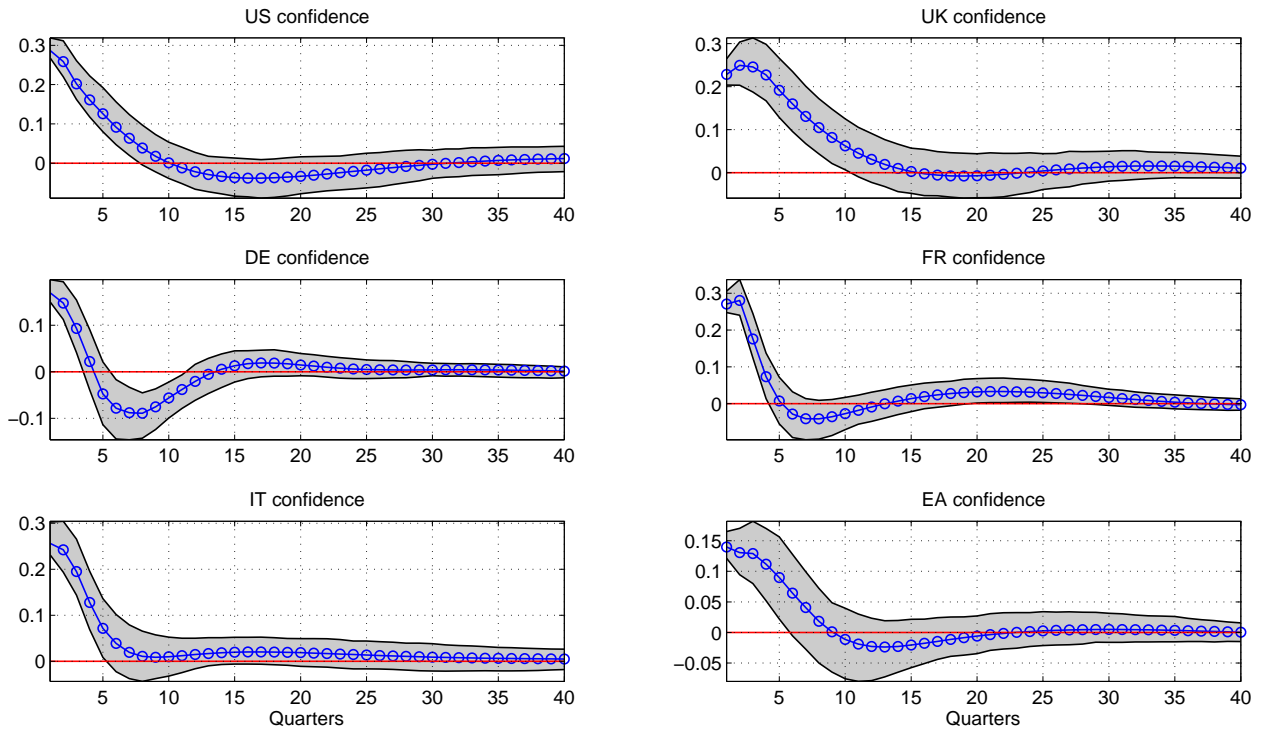 US confidence
0.3
0.2
0.1
0
5 10 15 20 25 30 35 40
UK confidence
0.3
0.2
0.1
0
5 10 15 20 25 30 35 40
DE confidence
0.1
0
−0.1
5 10 15 20 25 30 35 40
FR confidence
0.3
0.2
0.1
0
5 10 15 20 25 30 35 40
IT confidence
0.3
0.2
0.1
0
5 10 15 20 25 30 35 40
Quarters
EA confidence
0.15
0.1
0.05
0
−0.05
5 10 15 20 25 30 35 40
Quarters